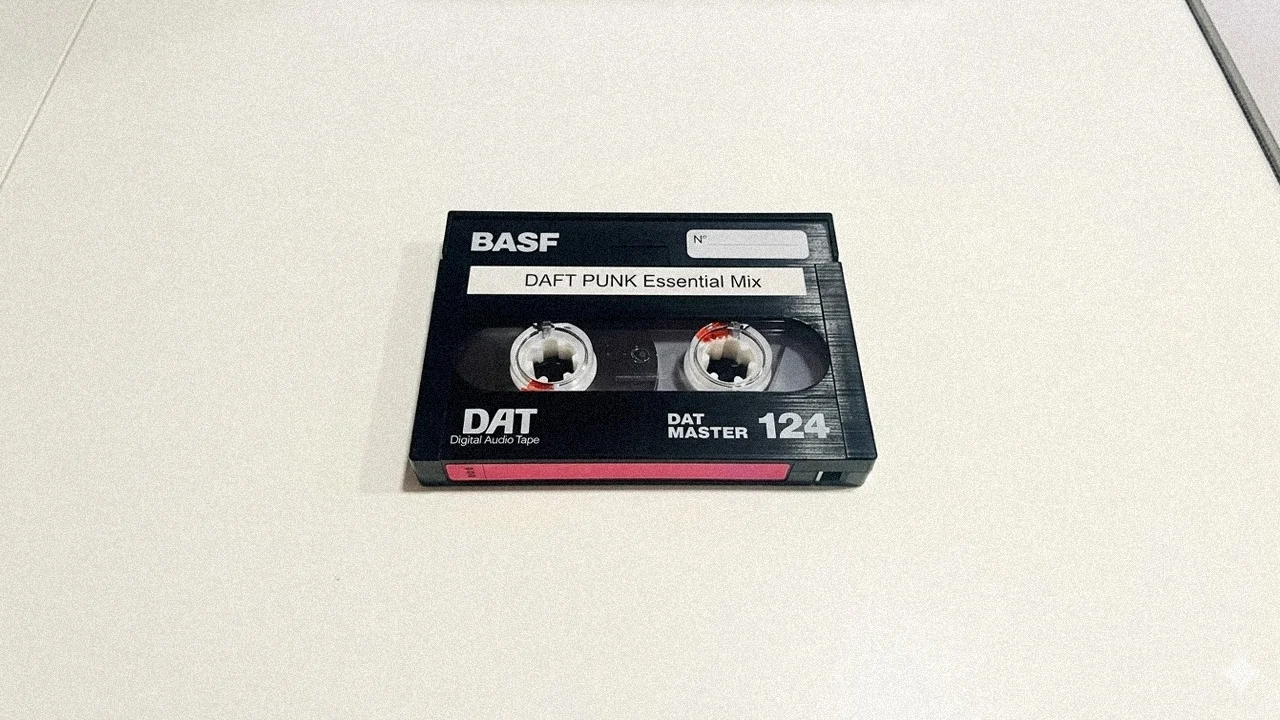 BASF
N°
DAFT PUNK Essential Mix
DAT
Digital Audio Tape
DAT
MASTER
124